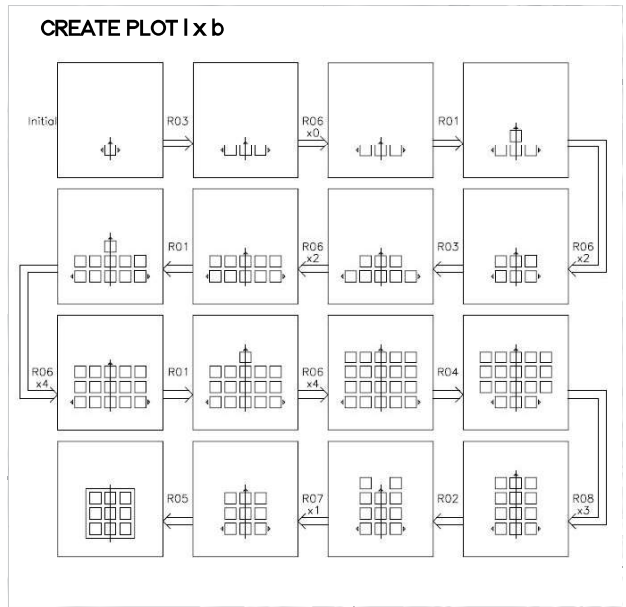 CREATE PLOT l x b
Initial
R03
R06
x0
R01
R06
x2
R03
R06
x2
R01
R06
x4
R01
R06
x4
R04
R08
x3
R02
R07
x1
R05